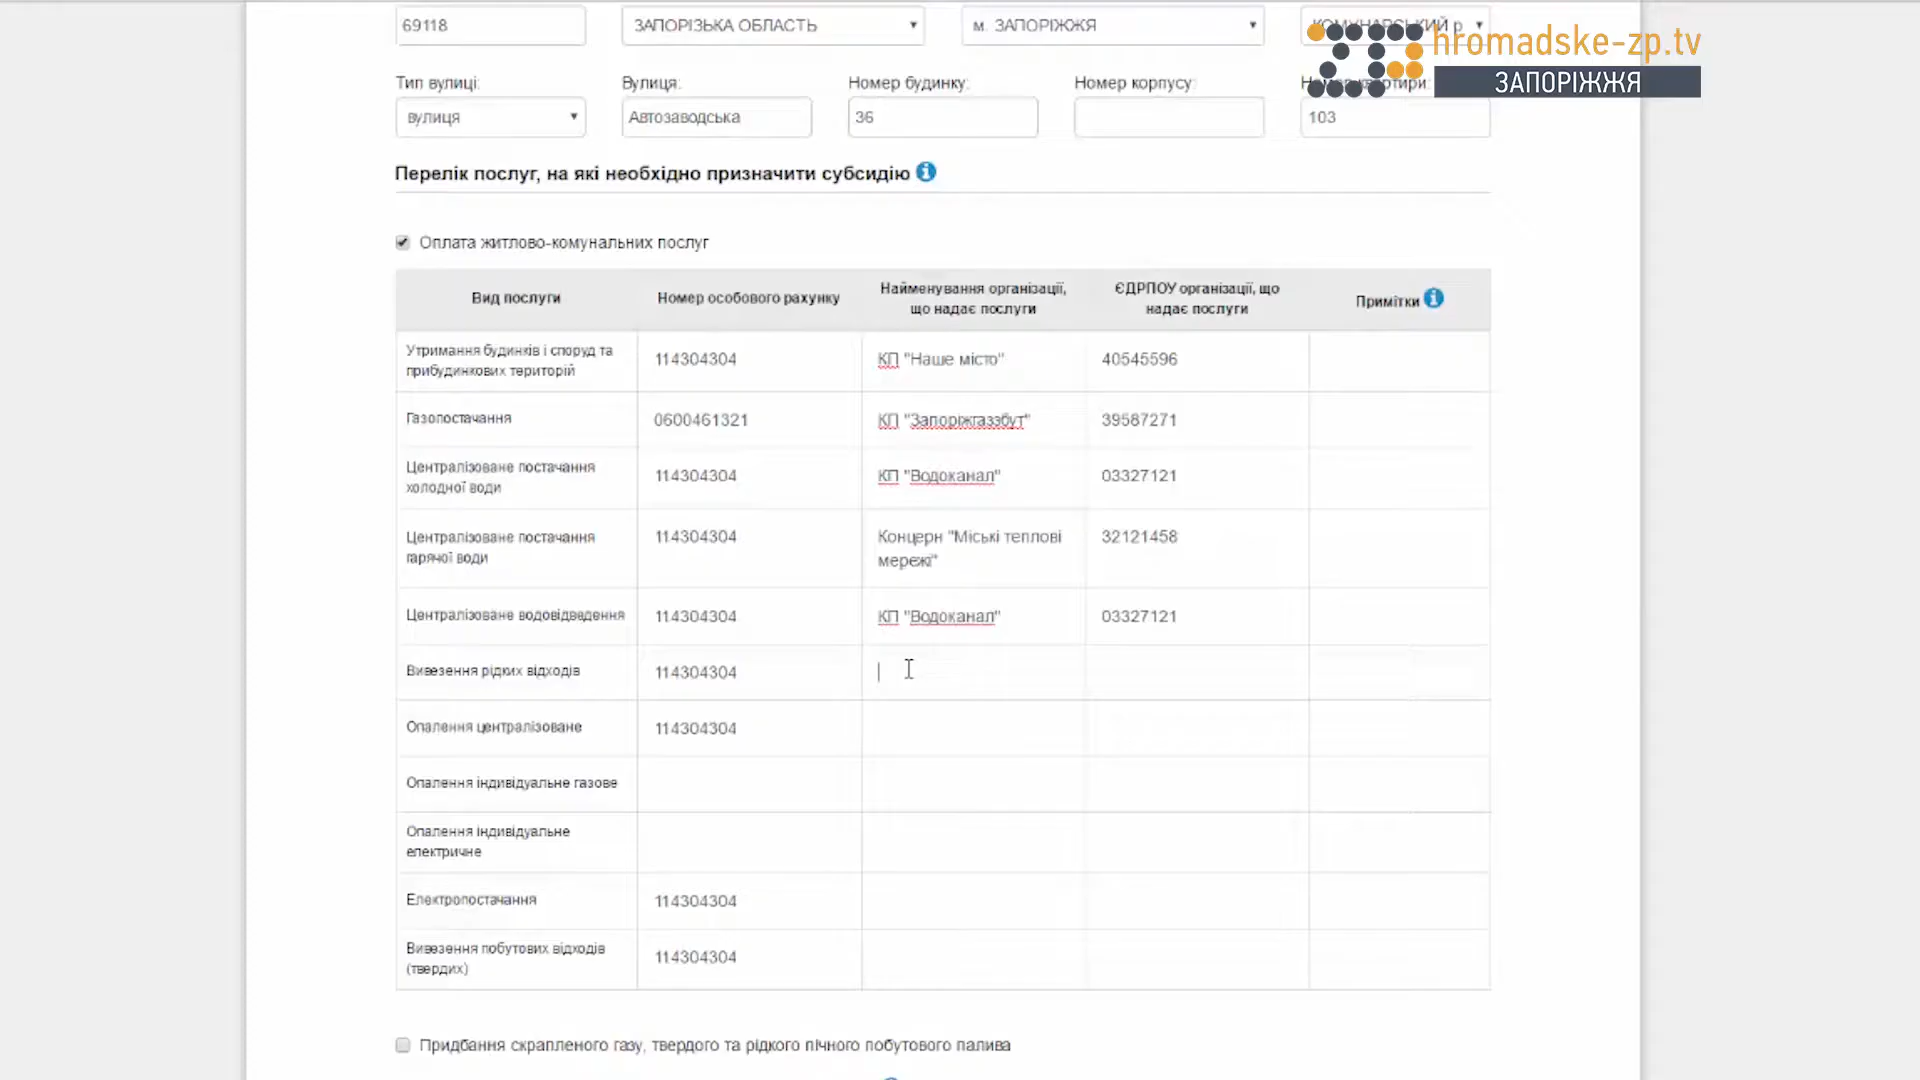 69118 ЗАПОРІЗЬКА ОБЛАСТЬ м. ЗАПОРІЖЖЯ КОМУНАРСЬКИЙ р
hromadske-zp.tv
ЗАПОРІЖЖЯ
Тип вулиці: Вулиця: Номер будинку: Номер корпусу: Номер квартири:
вулиця Автозаводська 36 103
Перелік послуг, на які необхідно призначити субсидію
Оплата житлово-комунальних послуг
Вид послуги Номер особового рахунку Найменування організації, що надає послуги ЄДРПОУ організації, що надає послуги Примітки
Утримання будинків і споруд та прибудинкових територій 114304304 КП "Наше місто" 40545596
Газопостачання 0600461321 КП "Запоріжгаззбут" 39587271
Централізоване постачання холодної води 114304304 КП "Водоканал" 03327121
Централізоване постачання гарячої води 114304304 Концерн "Міські теплові мережі" 32121458
Централізоване водовідведення 114304304 КП "Водоканал" 03327121
Вивезення рідких відходів 114304304
Опалення централізоване 114304304
Опалення індивідуальне газове
Опалення індивідуальне електричне
Електропостачання 114304304
Вивезення побутових відходів (твердих) 114304304
Придбання скрапленого газу, твердого та рідкого пічного побутового палива